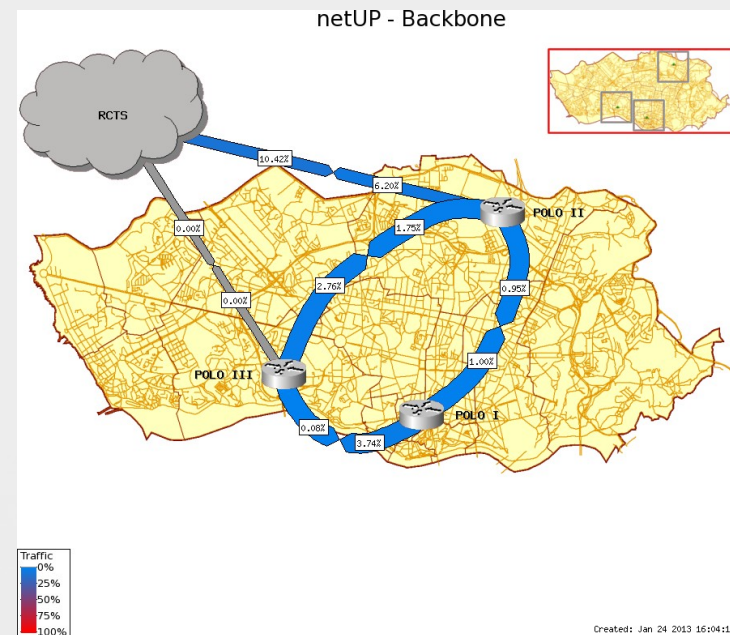 netUP - Backbone
RCTS
10.42%
6.20%
POLO II
0.00%
1.75%
2.76%
0.95%
0.00%
1.00%
POLO III
POLO I
0.08%
3.74%
Traffic
0%
25%
50%
75%
100%
Created: Jan 24 2013 16:04:1